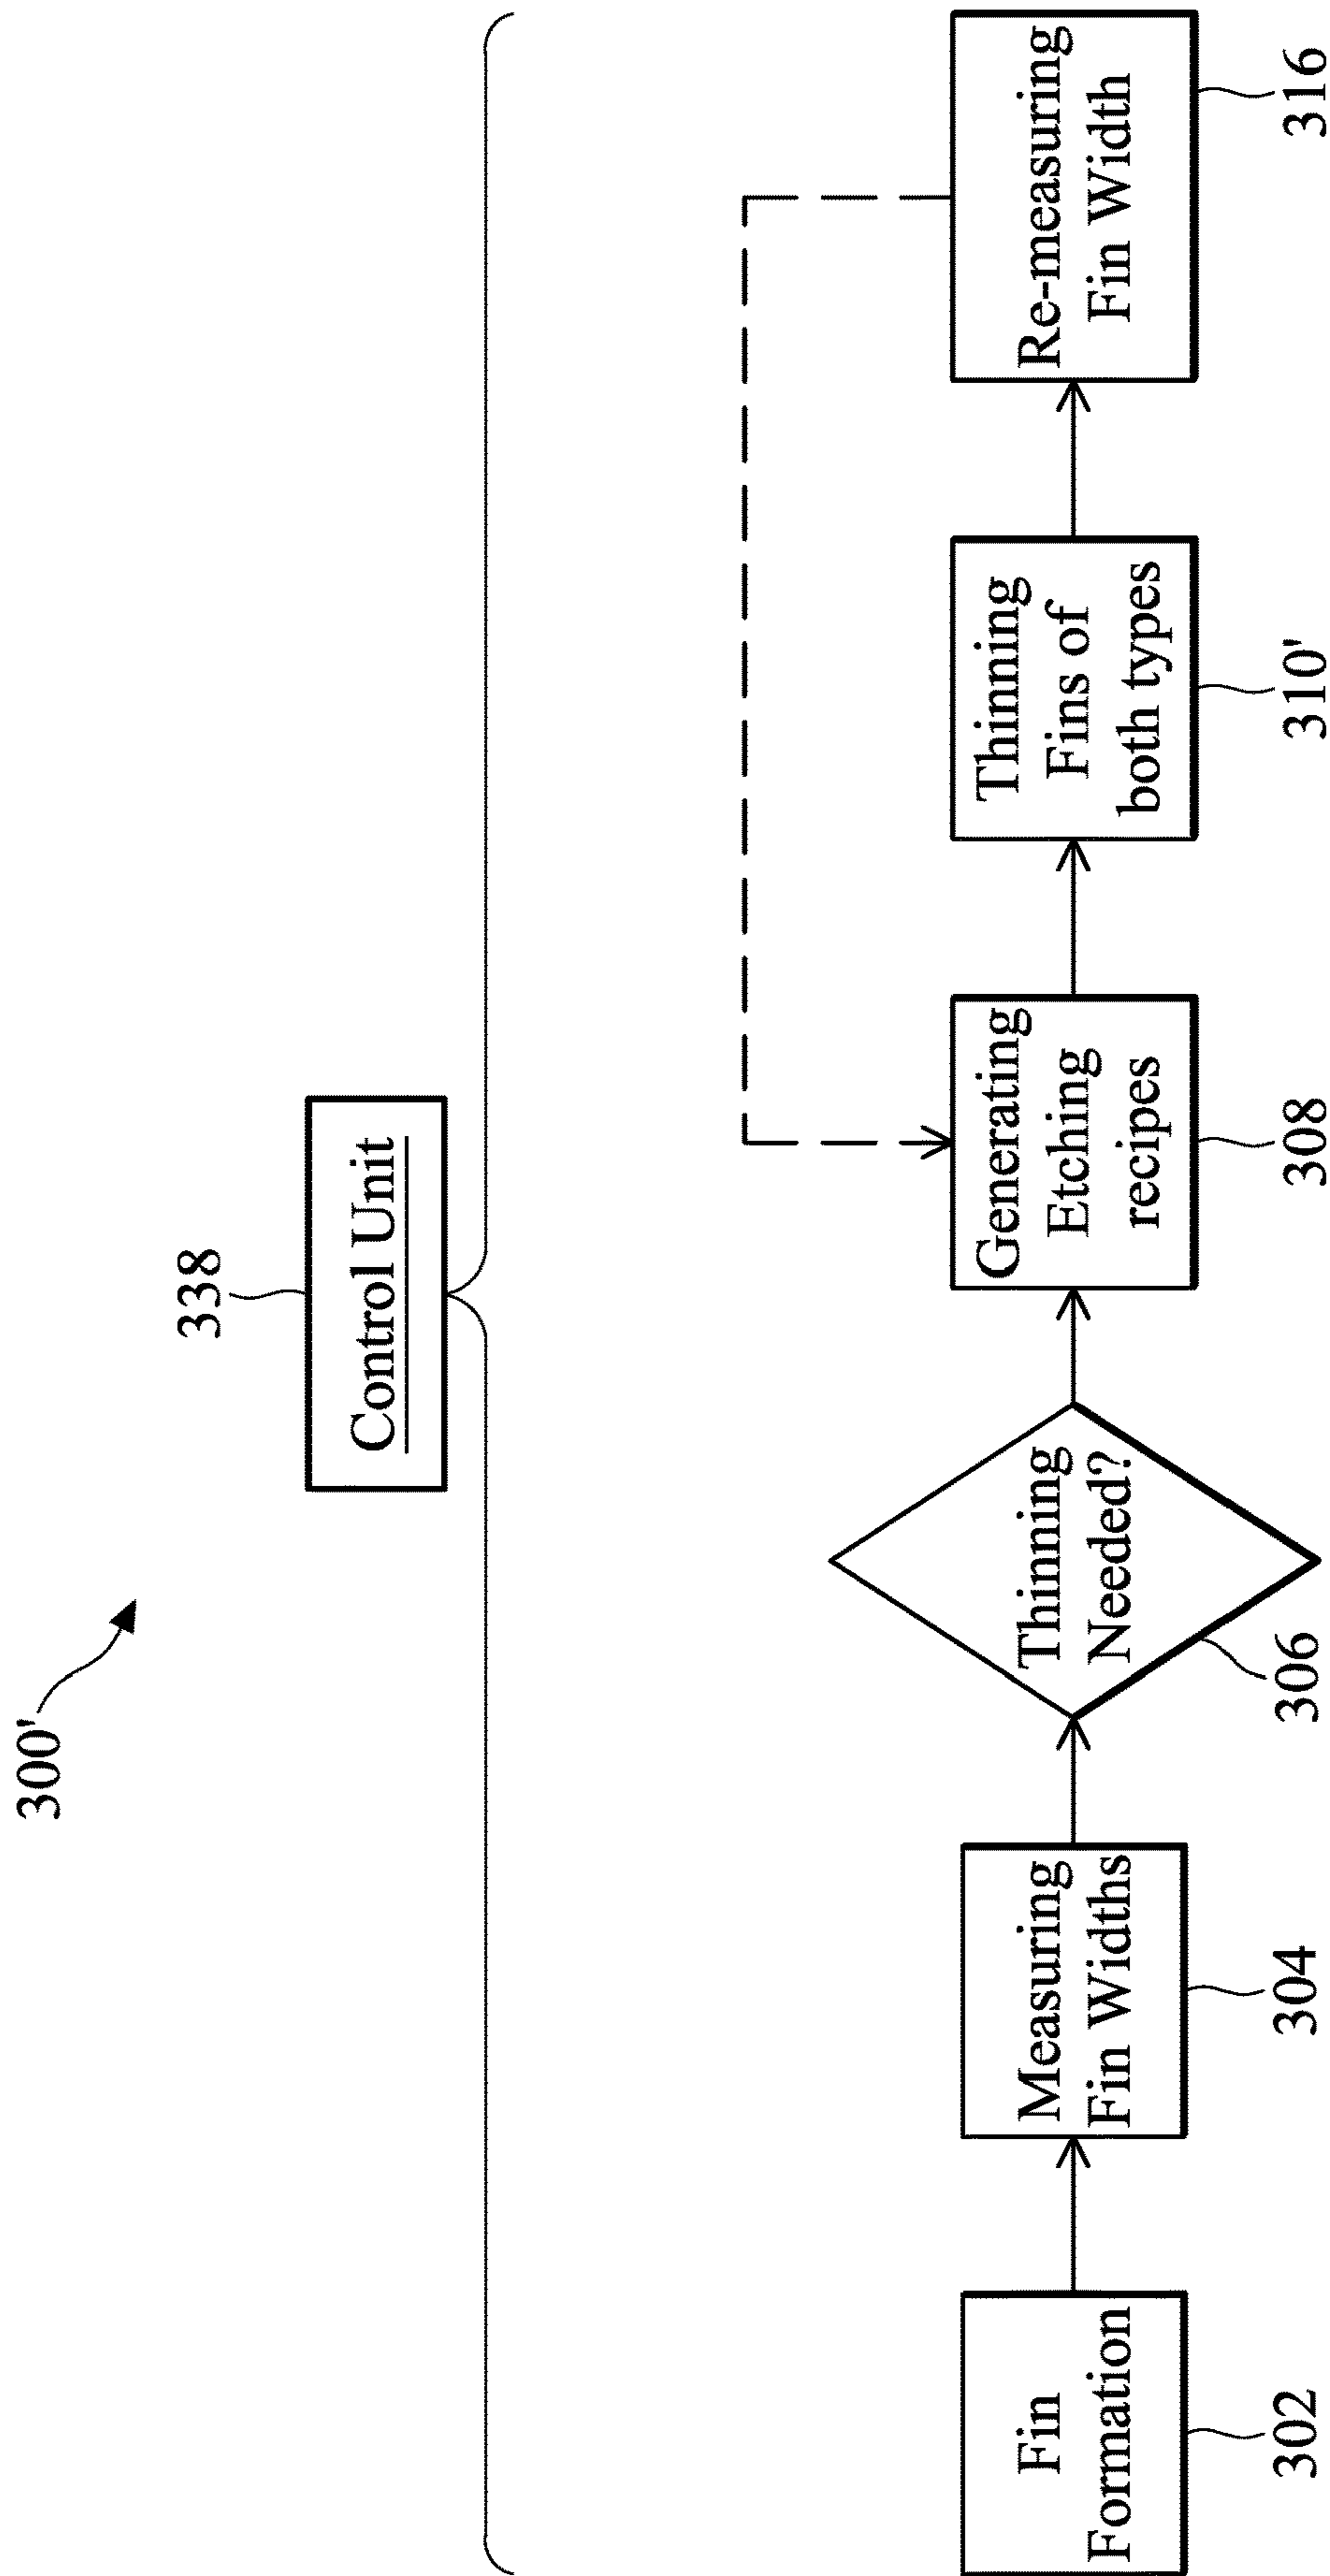 300'
338
Control Unit
Fin
Formation
302
Measuring
Fin Widths
304
Thinning
Needed?
306
Generating
Etching
recipes
308
Thinning
Fins of
both types
310'
Re-measuring
Fin Width
316